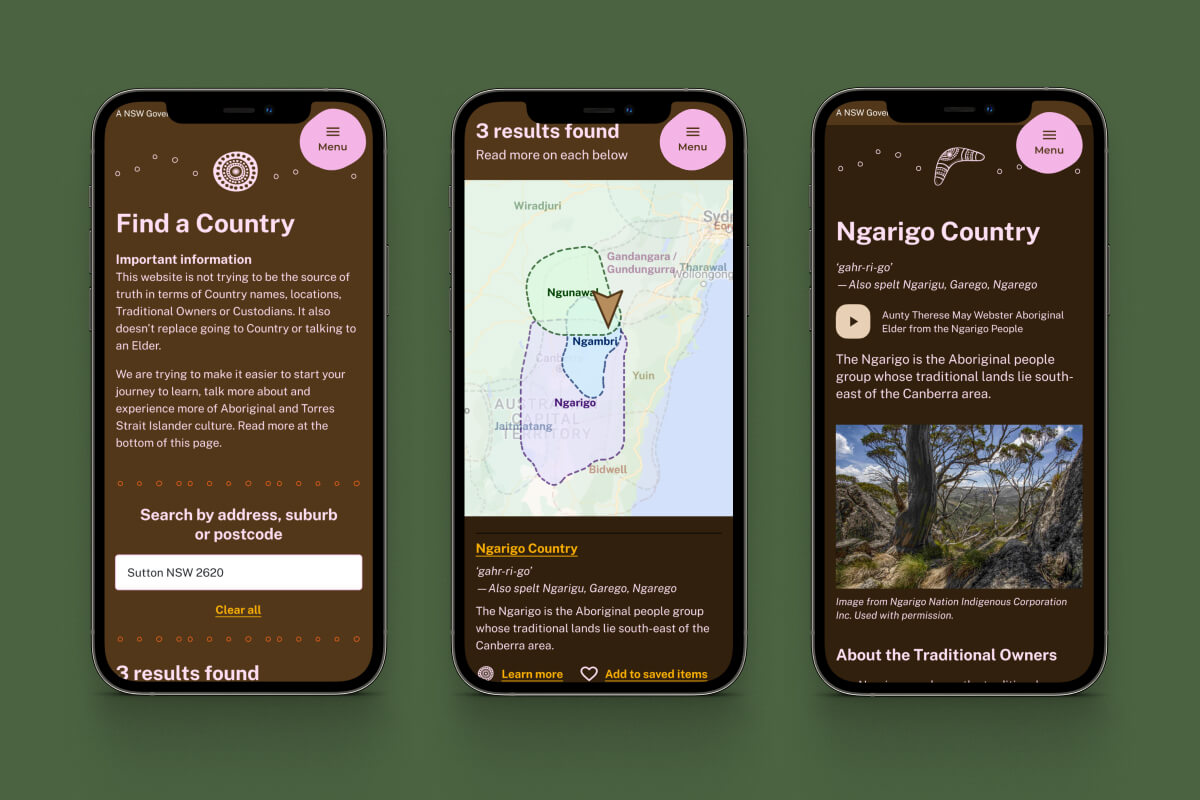 A NSW Gover
Menu
Find a Country
Important information
This website is not trying to be the source of
truth in terms of Country names, locations,
Traditional Owners or Custodians. It also
doesn't replace going to Country or talking to
an Elder.
We are trying to make it easier to start your
journey to learn, talk more about and
experience more of Aboriginal and Torres
Strait Islander culture. Read more at the
bottom of this page.
Search by address, suburb
or postcode
Sutton NSW 2620
Clear all
3 results found
3 results found
Read more on each below
Menu
Wiradjuri
Gandangara /
Gundungurra
Tharawal
Wollongong
Ngunawal
Ngambri
Yuin
Ngarigo
AUSTRALIAN
CAPITAL
TERRITORY
Jaitmatang
Bidwell
Ngarigo Country
‘gahr-ri-go’
—Also spelt Ngarigu, Garego, Ngarego
The Ngarigo is the Aboriginal people group
whose traditional lands lie south-east of the
Canberra area.
Learn more
Add to saved items
A NSW Gover
Menu
Ngarigo Country
‘gahr-ri-go’
—Also spelt Ngarigu, Garego, Ngarego
Aunty Therese May Webster Aboriginal
Elder from the Ngarigo People
The Ngarigo is the Aboriginal people
group whose traditional lands lie south-
east of the Canberra area.
Image from Ngarigo Nation Indigenous Corporation
Inc. Used with permission.
About the Traditional Owners